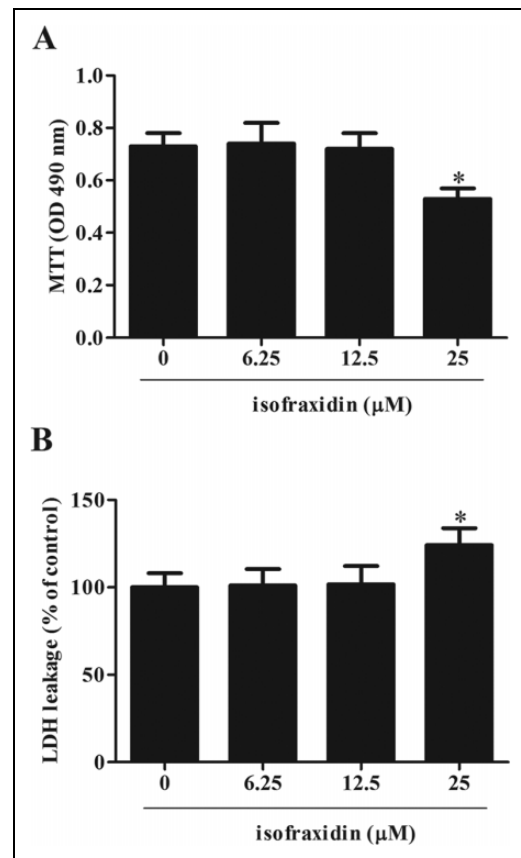 A
MTT (OD 490 nm)
1.0
0.8
0.6
0.4
0.2
0.0
*
0 6.25 12.5 25
isofraxidin (μM)
B
LDH leakage (% of control)
150
100
50
0
*
0 6.25 12.5 25
isofraxidin (μM)